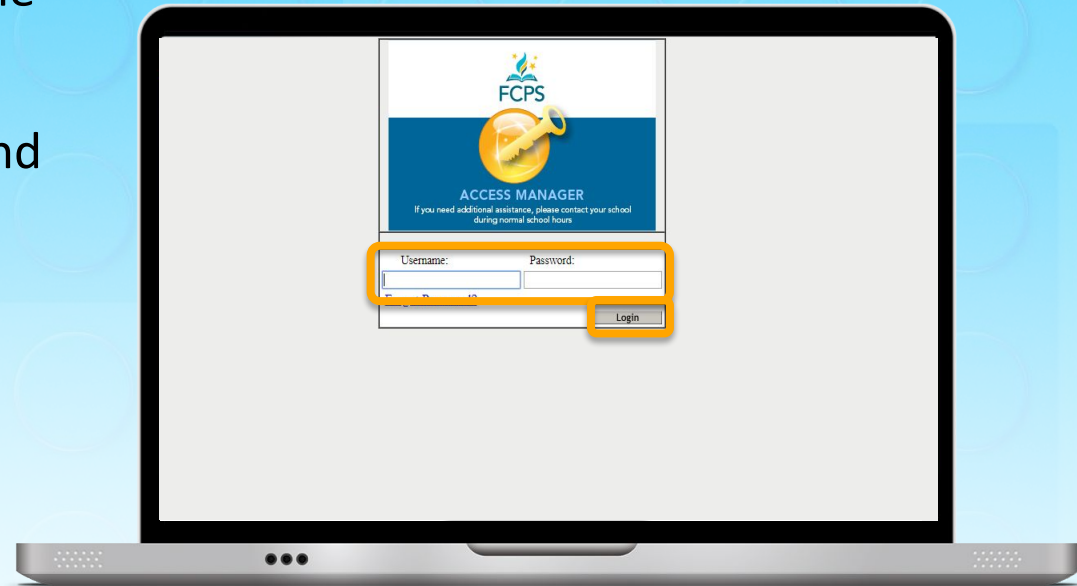 nd
FCPS
ACCESS MANAGER
If you need additional assistance, please contact your school
during normal school hours
Username: Password:
Login